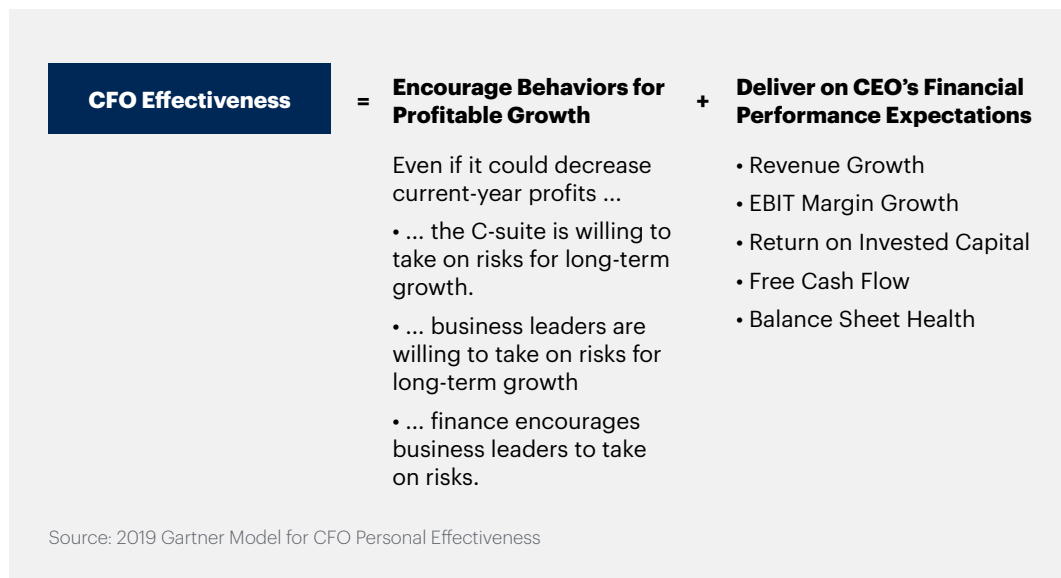 CFO Effectiveness
=
Encourage Behaviors for
Profitable Growth
Even if it could decrease
current-year profits ...
• ... the C-suite is willing to
take on risks for long-term
growth.
• ... business leaders are
willing to take on risks for
long-term growth
• ... finance encourages
business leaders to take
on risks.
+
Deliver on CEO’s Financial
Performance Expectations
• Revenue Growth
• EBIT Margin Growth
• Return on Invested Capital
• Free Cash Flow
• Balance Sheet Health
Source: 2019 Gartner Model for CFO Personal Effectiveness